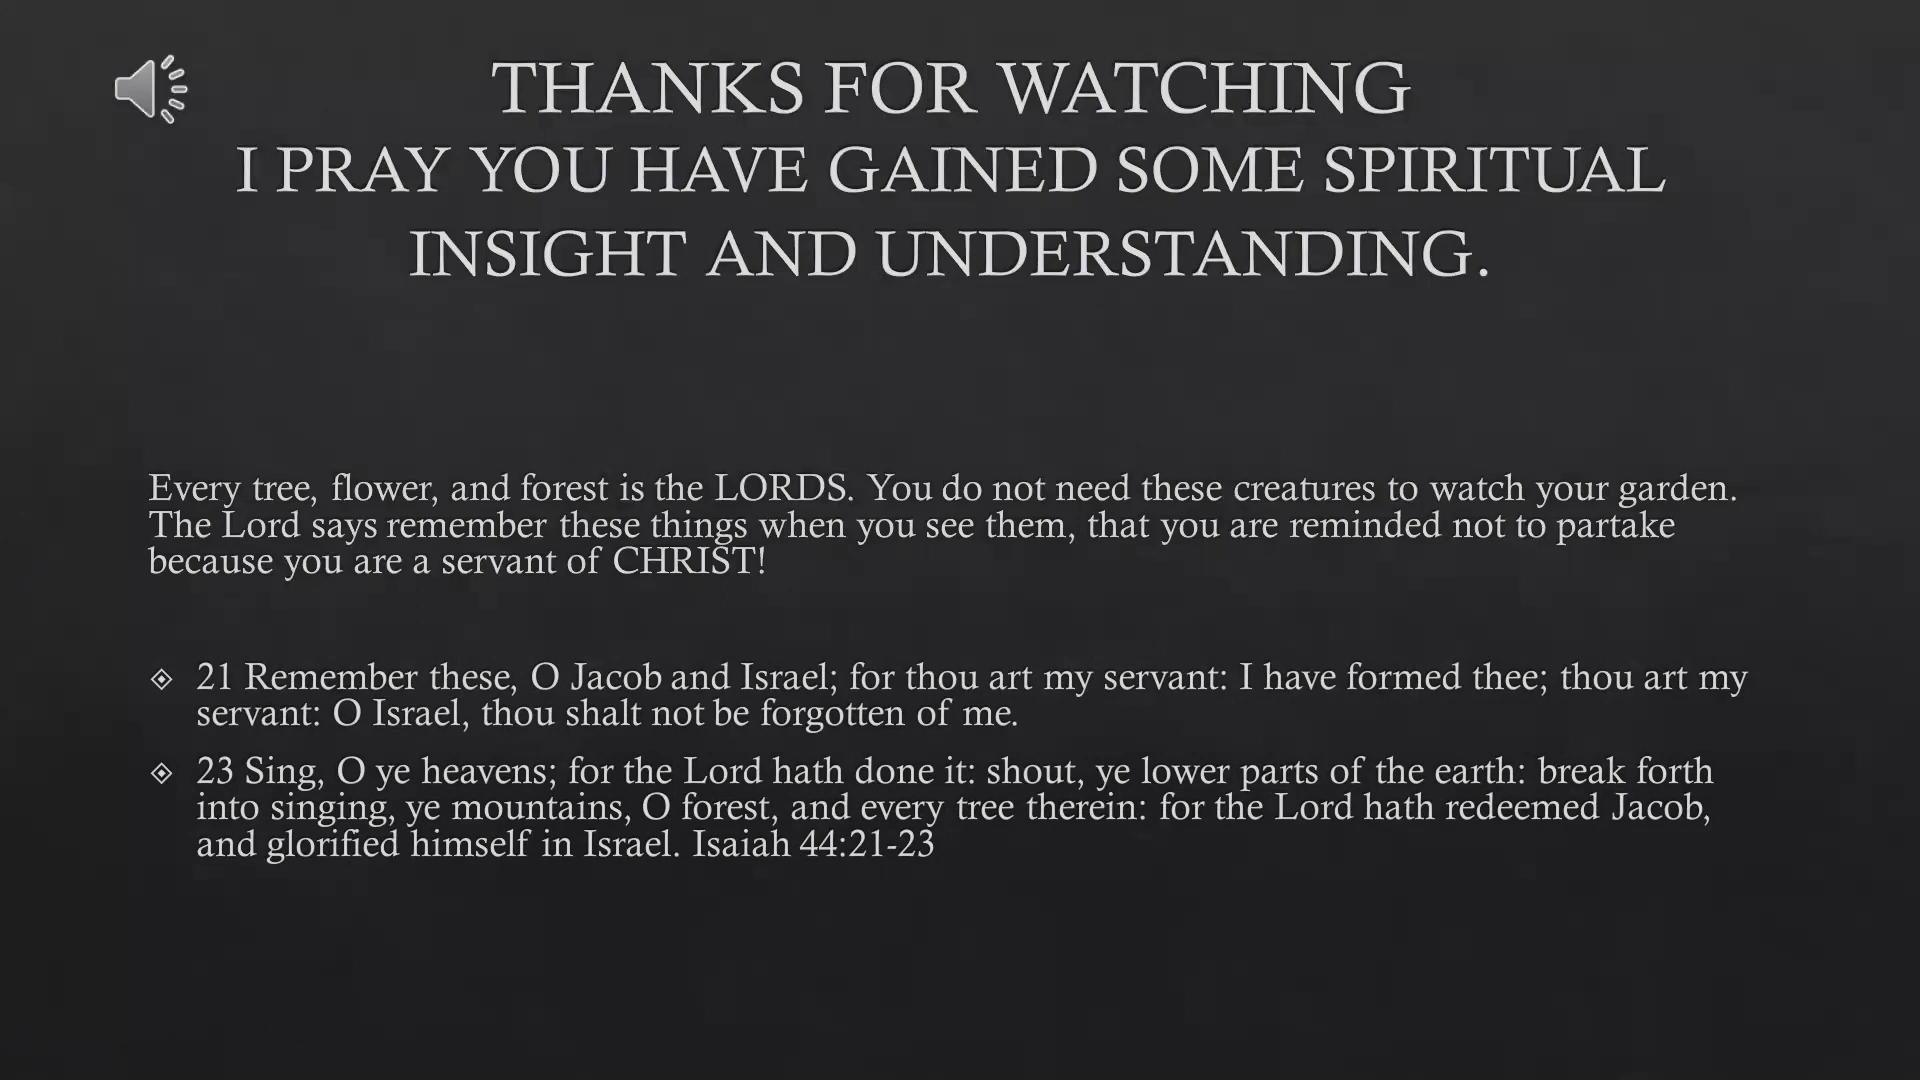 THANKS FOR WATCHING
I PRAY YOU HAVE GAINED SOME SPIRITUAL
INSIGHT AND UNDERSTANDING.
Every tree, flower, and forest is the LORDS. You do not need these creatures to watch your garden.
The Lord says remember these things when you see them, that you are reminded not to partake
because you are a servant of CHRIST!
21 Remember these, O Jacob and Israel; for thou art my servant: I have formed thee; thou art my
servant: O Israel, thou shalt not be forgotten of me.
23 Sing, O ye heavens; for the Lord hath done it: shout, ye lower parts of the earth: break forth
into singing, ye mountains, O forest, and every tree therein: for the Lord hath redeemed Jacob,
and glorified himself in Israel. Isaiah 44:21-23